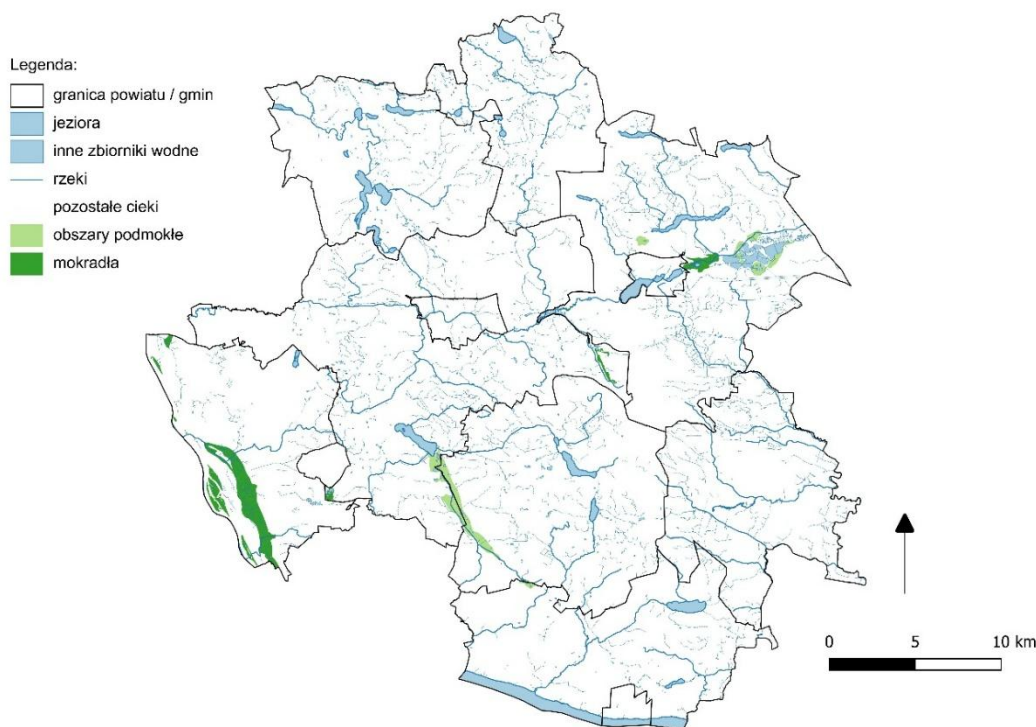 Legenda:
granica powiatu / gmin
jeziora
inne zbiorniki wodne
rzeki
pozostałe cieki
obszary podmokłe
mokradła
0 5 10 km